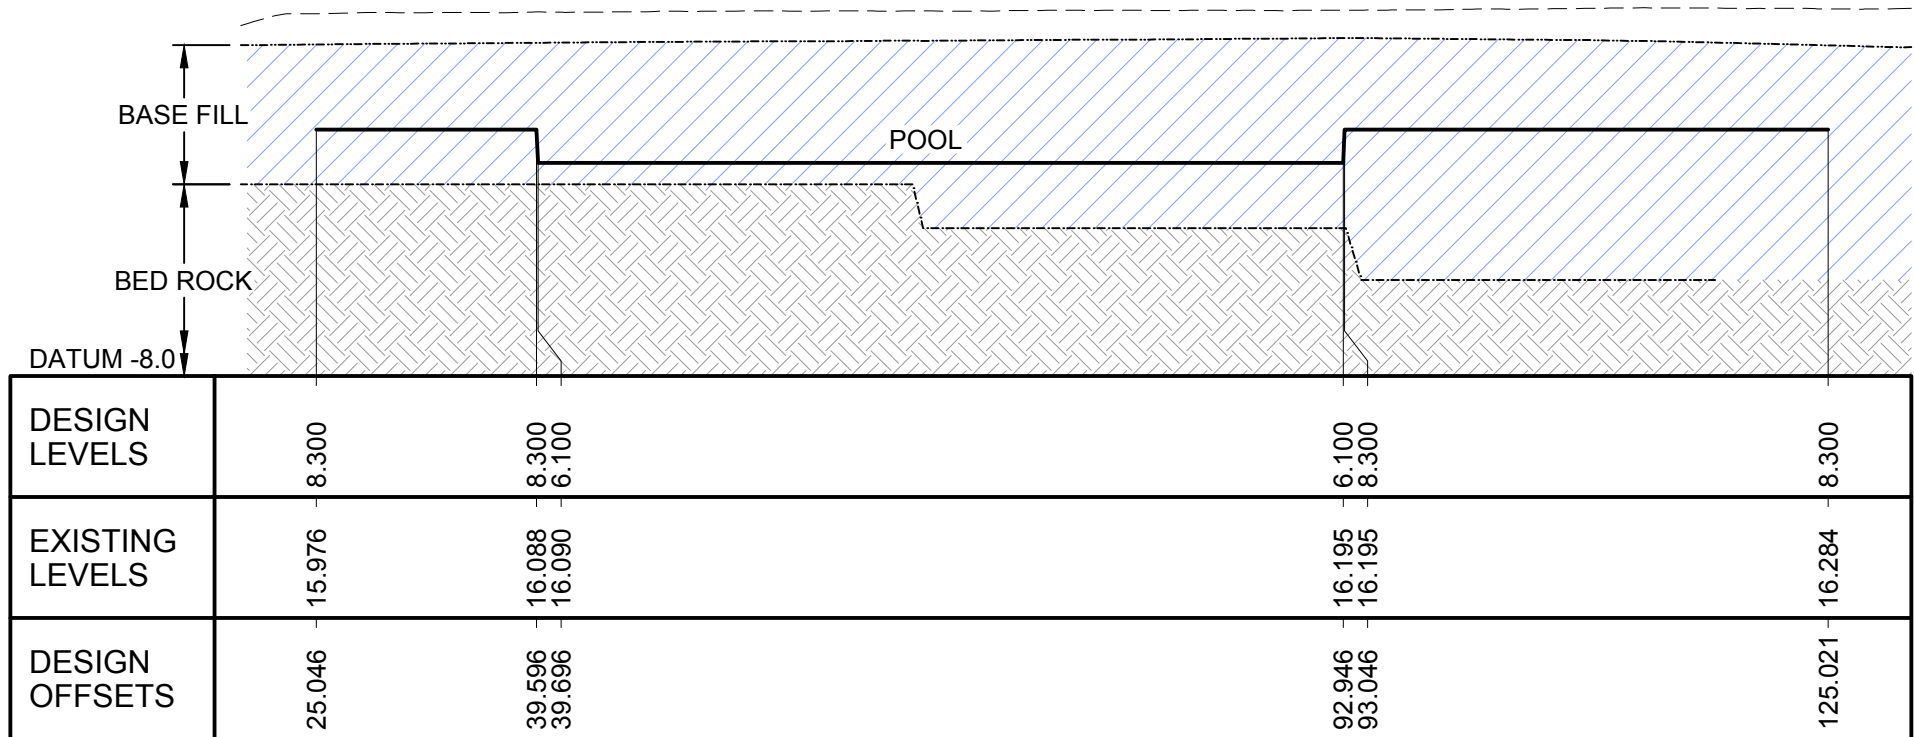 BASE FILL
POOL
BED ROCK
DATUM -8.0
DESIGN
LEVELS
8.300
8.300
6.100
6.100
8.300
8.300
EXISTING
LEVELS
15.976
16.088
16.090
16.195
16.195
16.284
DESIGN
OFFSETS
25.046
39.596
39.696
92.946
93.046
125.021